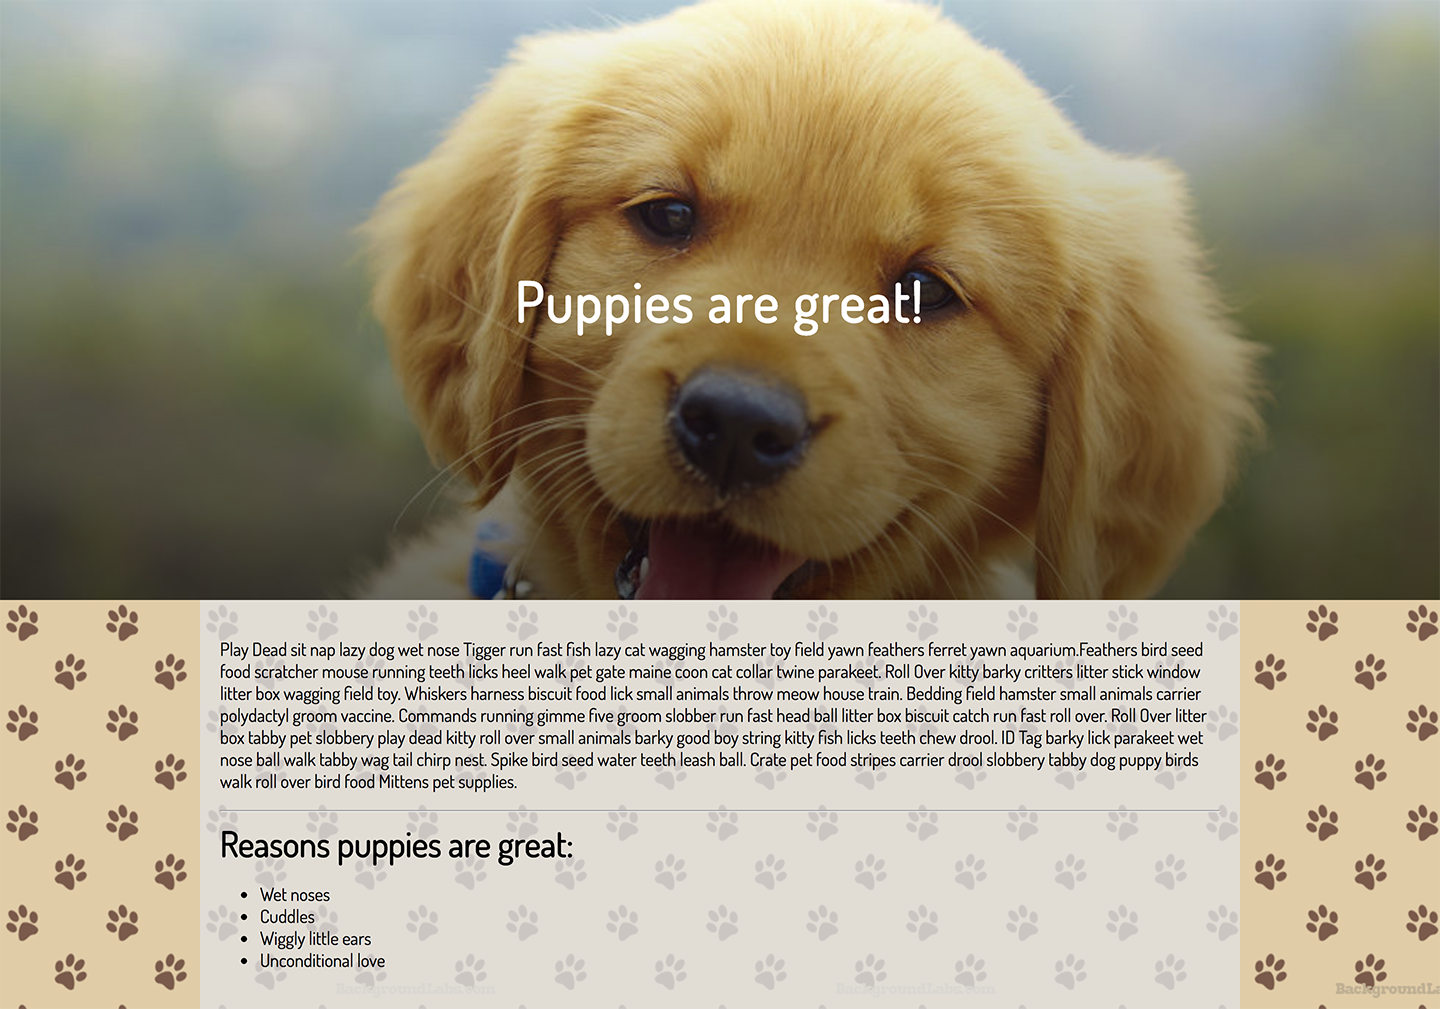 Puppies are great!
Play Dead sit nap lazy dog wet nose Tigger run fast fish lazy cat wagging hamster toy field yawn feathers ferret yawn aquarium.Feathers bird seed
food scratcher mouse running teeth licks heel walk pet gate maine coon cat collar twine parakeet. Roll Over kitty barky critters litter stick window
litter box wagging field toy. Whiskers harness biscuit food lick small animals throw meow house train. Bedding field hamster small animals carrier
polydactyl groom vaccine. Commands running gimme five groom slobber run fast head ball litter box biscuit catch run fast roll over. Roll Over litter
box tabby pet slobbery play dead kitty roll over small animals barky good boy string kitty fish licks teeth chew drool. ID Tag barky lick parakeet wet
nose ball walk tabby wag tail chirp nest. Spike bird seed water teeth leash ball. Crate pet food stripes carrier drool slobbery tabby dog puppy birds
walk roll over bird food Mittens pet supplies.
Reasons puppies are great:
• Wet noses
• Cuddles
• Wiggly little ears
• Unconditional love
BackgroundLabs.com BackgroundLabs.com BackgroundLa